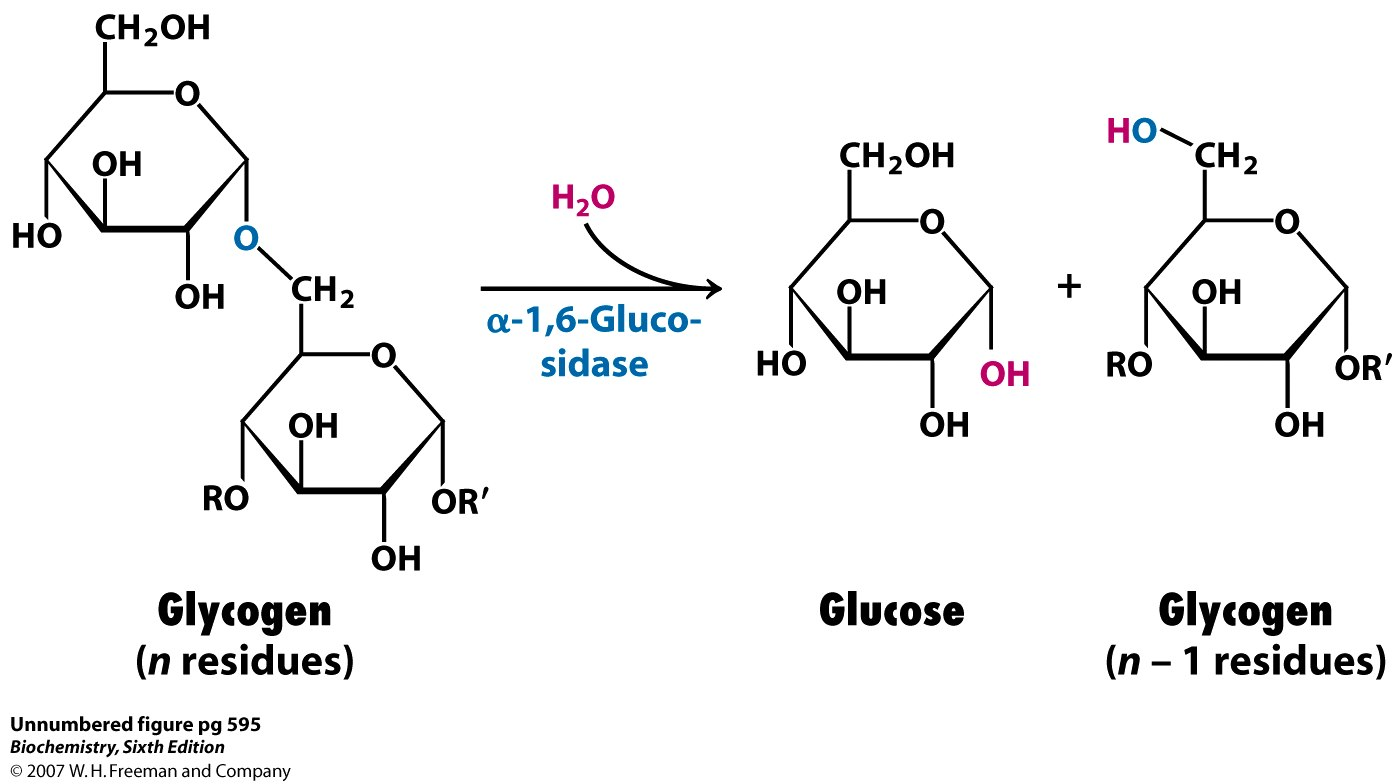 CH₂OH
O
OH
HO
O
OH
CH₂
O
OH
RO
OR′
OH
Glycogen
(n residues)
H₂O
α-1,6-Gluco-
sidase
CH₂OH
O
OH
HO
OH
OH
Glucose
+
HO
CH₂
O
OH
RO
OR′
OH
Glycogen
(n – 1 residues)
Unnumbered figure pg 595
Biochemistry, Sixth Edition
© 2007 W. H. Freeman and Company